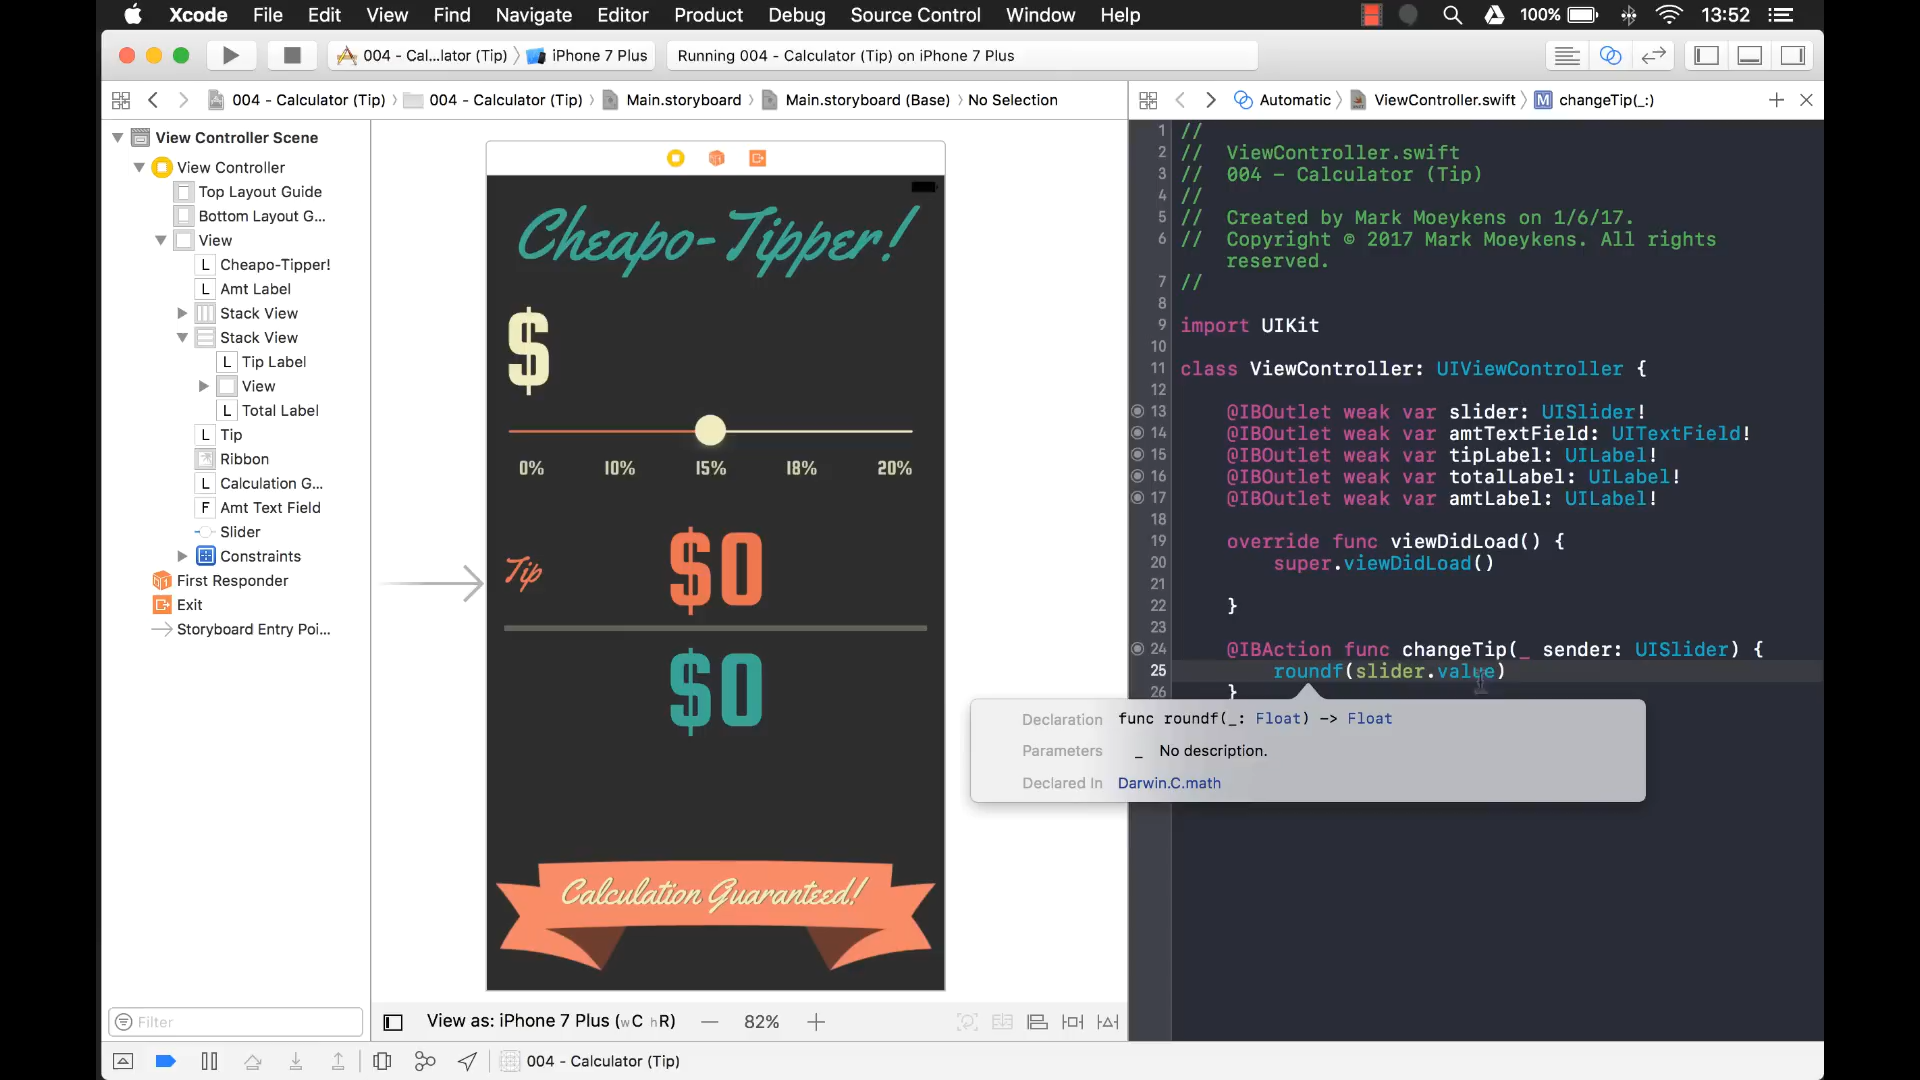 Xcode File Edit View Find Navigate Editor Product Debug Source Control Window Help 100% 13:52
004 - Cal...lator (Tip) iPhone 7 Plus Running 004 - Calculator (Tip) on iPhone 7 Plus
004 - Calculator (Tip) 004 - Calculator (Tip) Main.storyboard Main.storyboard (Base) No Selection
Automatic ViewController.swift M changeTip(_:)
View Controller Scene
View Controller
Top Layout Guide
Bottom Layout G...
View
L Cheapo-Tipper!
L Amt Label
Stack View
Stack View
L Tip Label
View
L Total Label
L Tip
Ribbon
L Calculation G...
F Amt Text Field
Slider
Constraints
First Responder
Exit
Storyboard Entry Poi...
Filter
Cheapo-Tipper!
$
0% 10% 15% 18% 20%
Tip $0
$0
Calculation Guaranteed!
View as: iPhone 7 Plus (wC hR) — 82% +
004 - Calculator (Tip)
1 //
2 // ViewController.swift
3 // 004 - Calculator (Tip)
4 //
5 // Created by Mark Moeykens on 1/6/17.
6 // Copyright © 2017 Mark Moeykens. All rights
reserved.
7 //
8
9 import UIKit
10
11 class ViewController: UIViewController {
12
13 @IBOutlet weak var slider: UISlider!
14 @IBOutlet weak var amtTextField: UITextField!
15 @IBOutlet weak var tipLabel: UILabel!
16 @IBOutlet weak var totalLabel: UILabel!
17 @IBOutlet weak var amtLabel: UILabel!
18
19 override func viewDidLoad() {
20 super.viewDidLoad()
21
22 }
23
24 @IBAction func changeTip(_ sender: UISlider) {
25 roundf(slider.value)
26 }
Declaration func roundf(_: Float) -> Float
Parameters _ No description.
Declared In Darwin.C.math